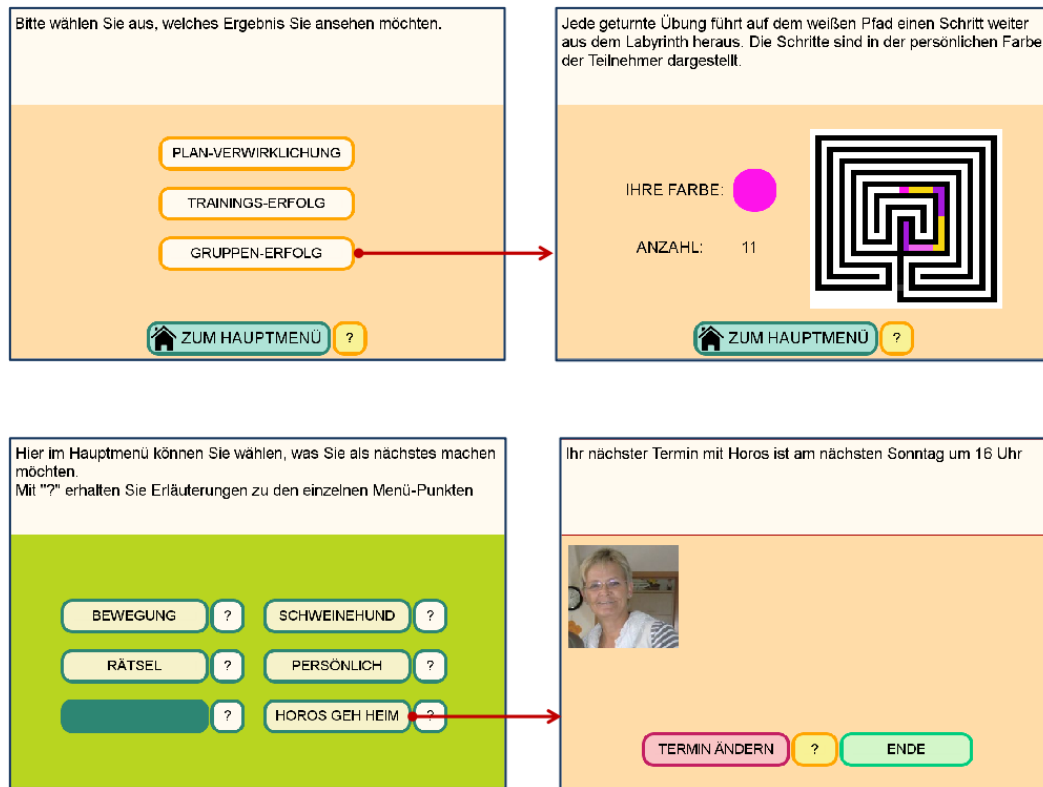 Bitte wählen Sie aus, welches Ergebnis Sie ansehen möchten.
PLAN-VERWIRKLICHUNG
TRAININGS-ERFOLG
GRUPPEN-ERFOLG
ZUM HAUPTMENÜ ?
Jede geturnte Übung führt auf dem weißen Pfad einen Schritt weiter
aus dem Labyrinth heraus. Die Schritte sind in der persönlichen Farbe
der Teilnehmer dargestellt.
IHRE FARBE:
ANZAHL: 11
ZUM HAUPTMENÜ ?
Hier im Hauptmenü können Sie wählen, was Sie als nächstes machen
möchten.
Mit "?" erhalten Sie Erläuterungen zu den einzelnen Menü-Punkten
BEWEGUNG ? SCHWEINEHUND ?
RÄTSEL ? PERSÖNLICH ?
? HOROS GEH HEIM ?
Ihr nächster Termin mit Horos ist am nächsten Sonntag um 16 Uhr
TERMIN ÄNDERN ? ENDE